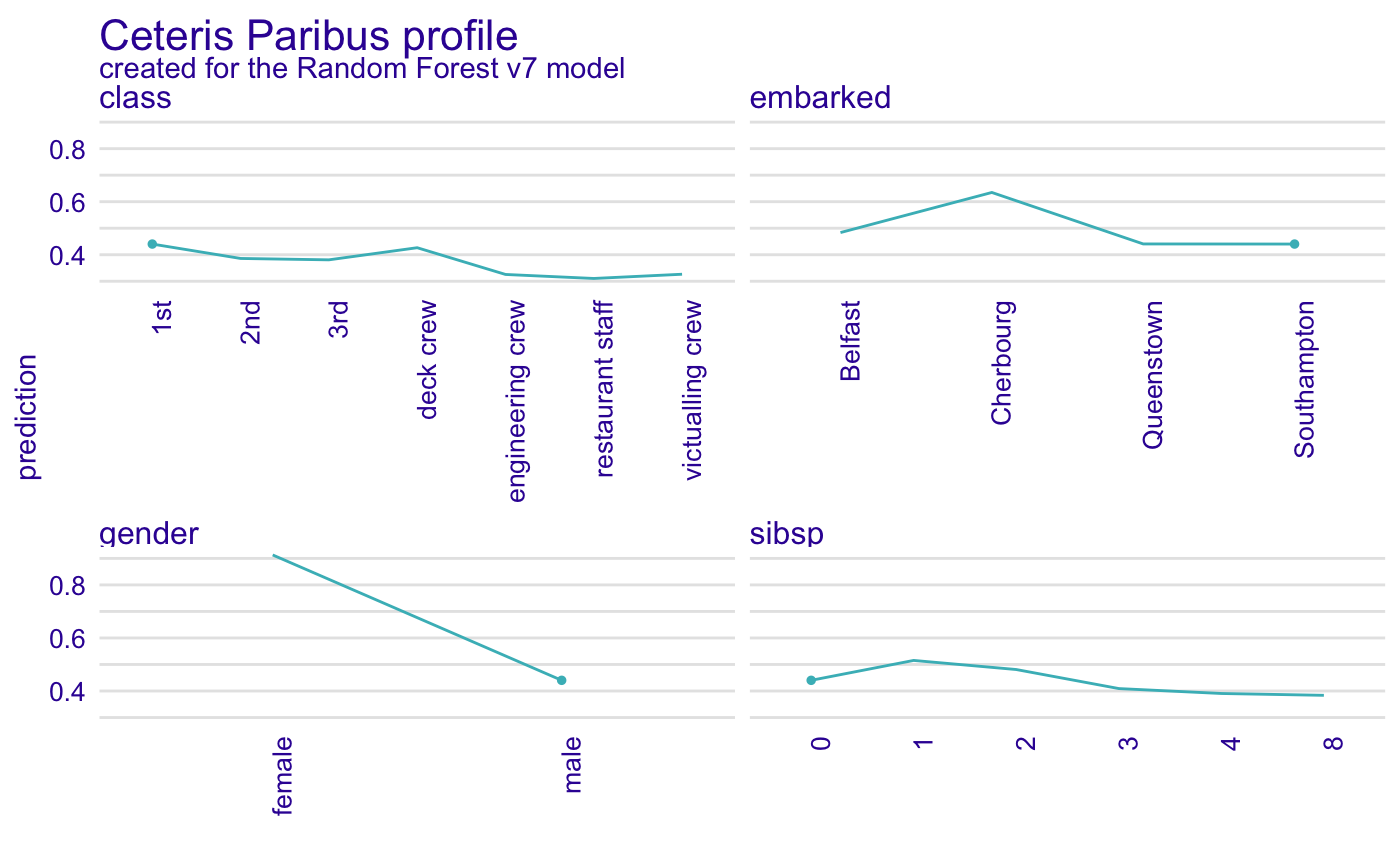 Ceteris Paribus profile
created for the Random Forest v7 model
class
embarked
0.8
0.6
0.4
1st
2nd
3rd
deck crew
engineering crew
restaurant staff
victualling crew
Belfast
Cherbourg
Queenstown
Southampton
prediction
gender
sibsp
0.8
0.6
0.4
female
male
0
1
2
3
4
8